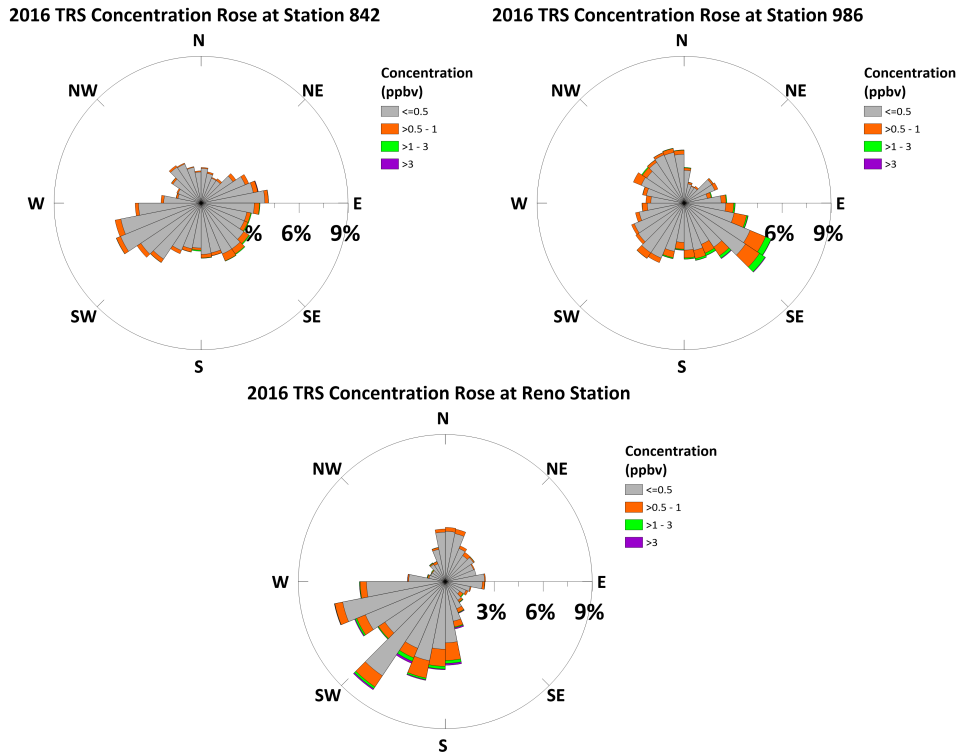 2016 TRS Concentration Rose at Station 842
N
NW
NE
W
E
% 6% 9%
SW
SE
S
Concentration
(ppbv)
<=0.5
>0.5 - 1
>1 - 3
>3
2016 TRS Concentration Rose at Station 986
N
NW
NE
W
E
6% 9%
SW
SE
S
Concentration
(ppbv)
<=0.5
>0.5 - 1
>1 - 3
>3
2016 TRS Concentration Rose at Reno Station
N
NW
NE
W
E
3% 6% 9%
SW
SE
S
Concentration
(ppbv)
<=0.5
>0.5 - 1
>1 - 3
>3